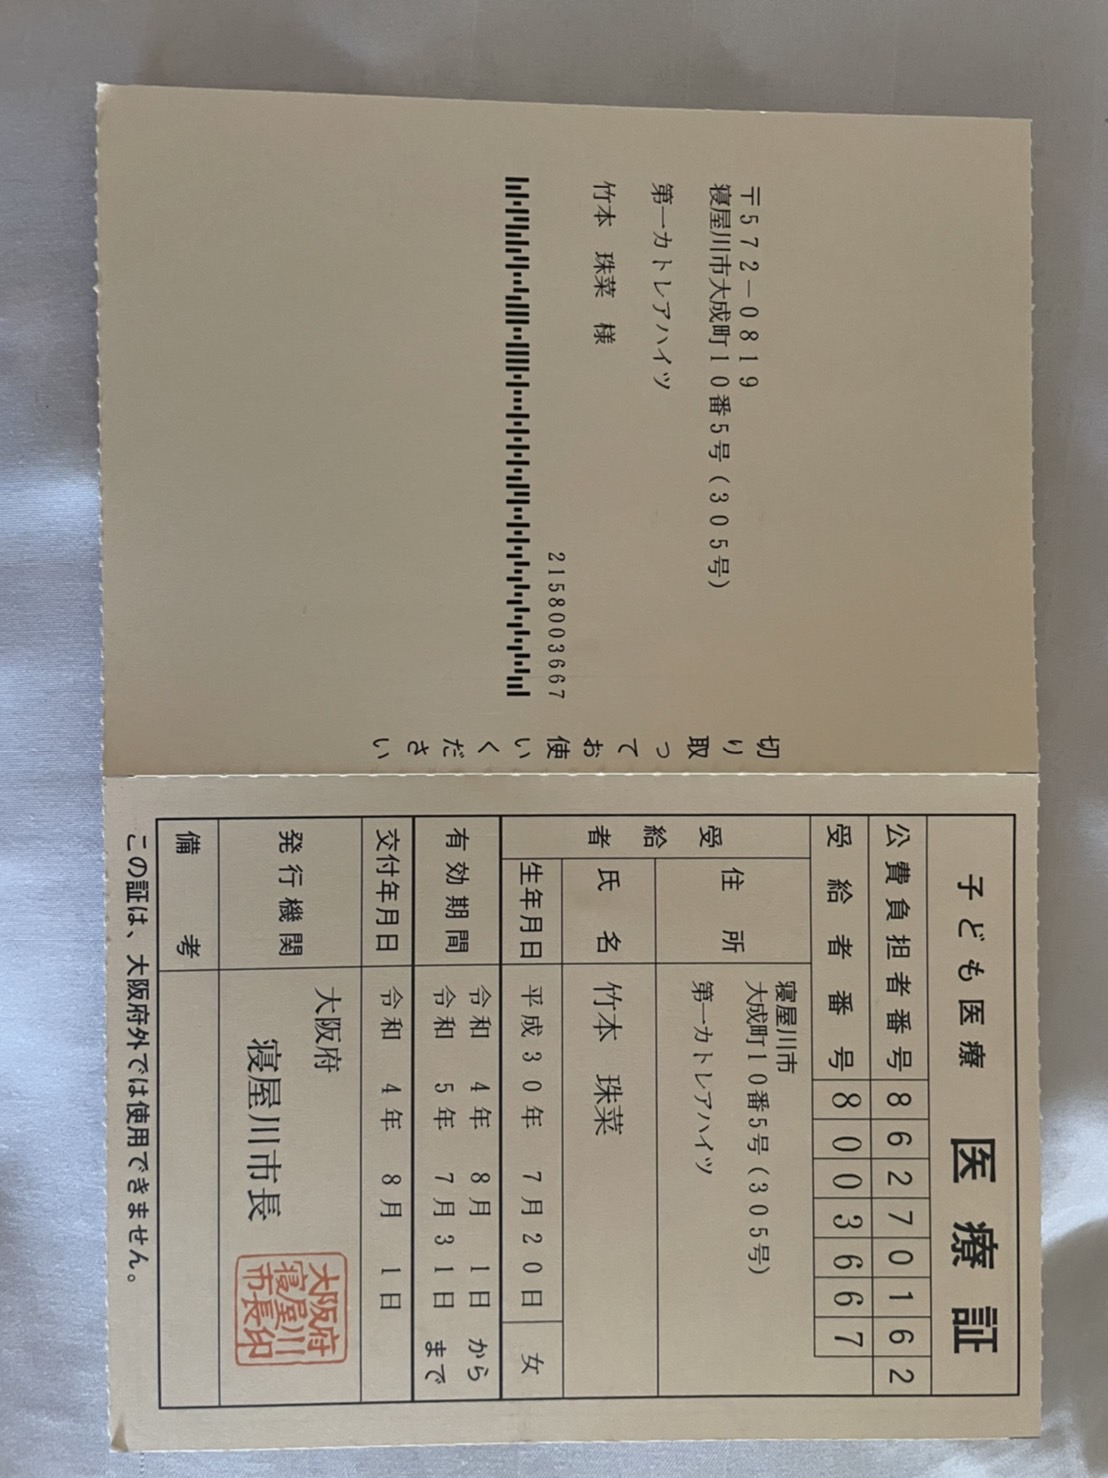 〒572-0819
寝屋川市大成町10番5号(305号)
第一カトレアハイツ
竹本 珠菜 様
2158003667
切り取ってお使いください
子ども医療 医療証
公費負担者番号 86270162
受給者番号 8003667
受給者
住所
寝屋川市
大成町10番5号(305号)
第一カトレアハイツ
氏名 竹本 珠菜
生年月日 平成30年 7月20日 女
有効期間
令和 4年 8月 1日 から
令和 5年 7月31日 まで
交付年月日 令和 4年 8月 1日
発行機関
大阪府
寝屋川市長
大阪府
寝屋川
市長印
備考
この証は、大阪府外では使用できません。